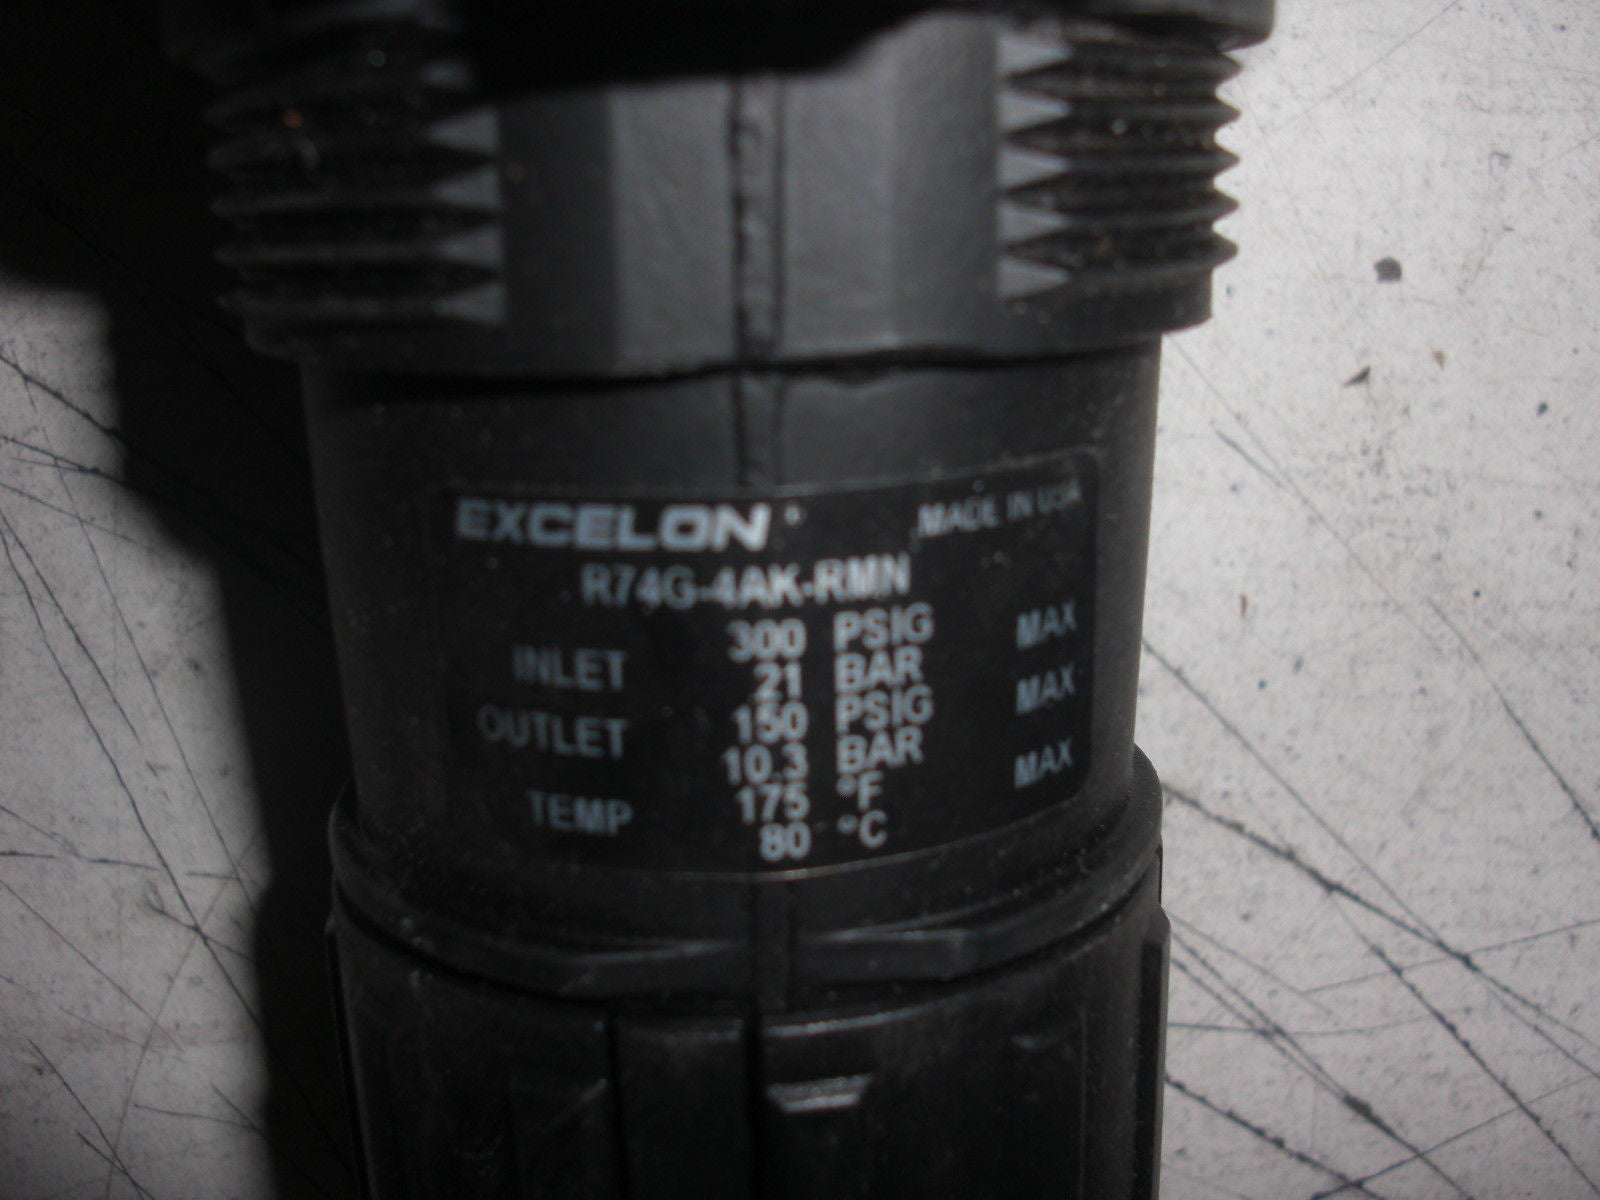 EXCELON MADE IN USA
R74G-4AK-RMN
INLET 300 PSIG MAX
21 BAR
OUTLET 150 PSIG MAX
10.3 BAR
TEMP 175 °F MAX
80 °C